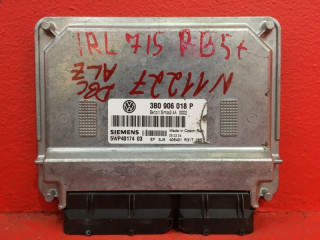 IRL 715 RB5+
DBC
ALZ
N11227
3B0 906 018 P
SIEMENS
Made in Czech Rep.
5WP40174 03